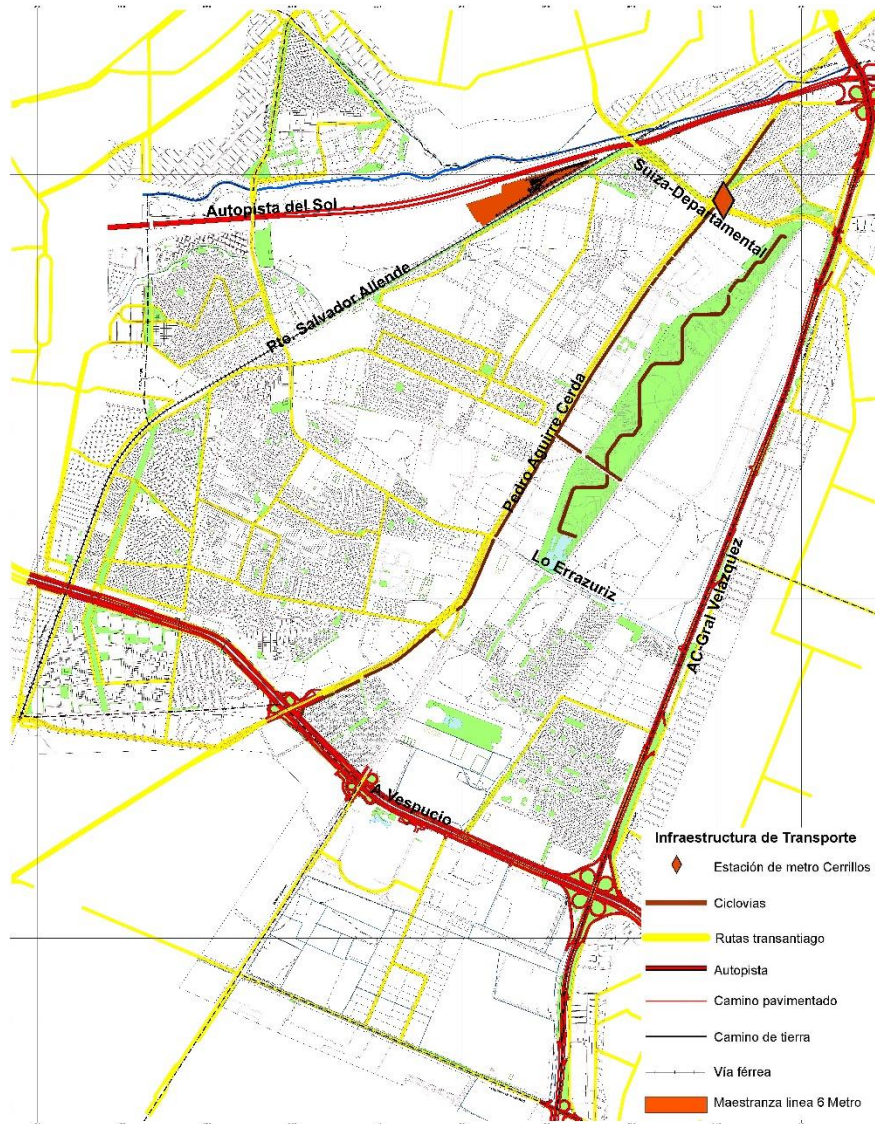 Autopista del Sol
Suiza-Departamental
Pte. Salvador Allende
Pedro Aguirre Cerda
Lo Errazuriz
AC-Gral Velázquez
A Vespucio
Infraestructura de Transporte
Estación de metro Cerrillos
Ciclovias
Rutas transantiago
Autopista
Camino pavimentado
Camino de tierra
Vía férrea
Maestranza linea 6 Metro